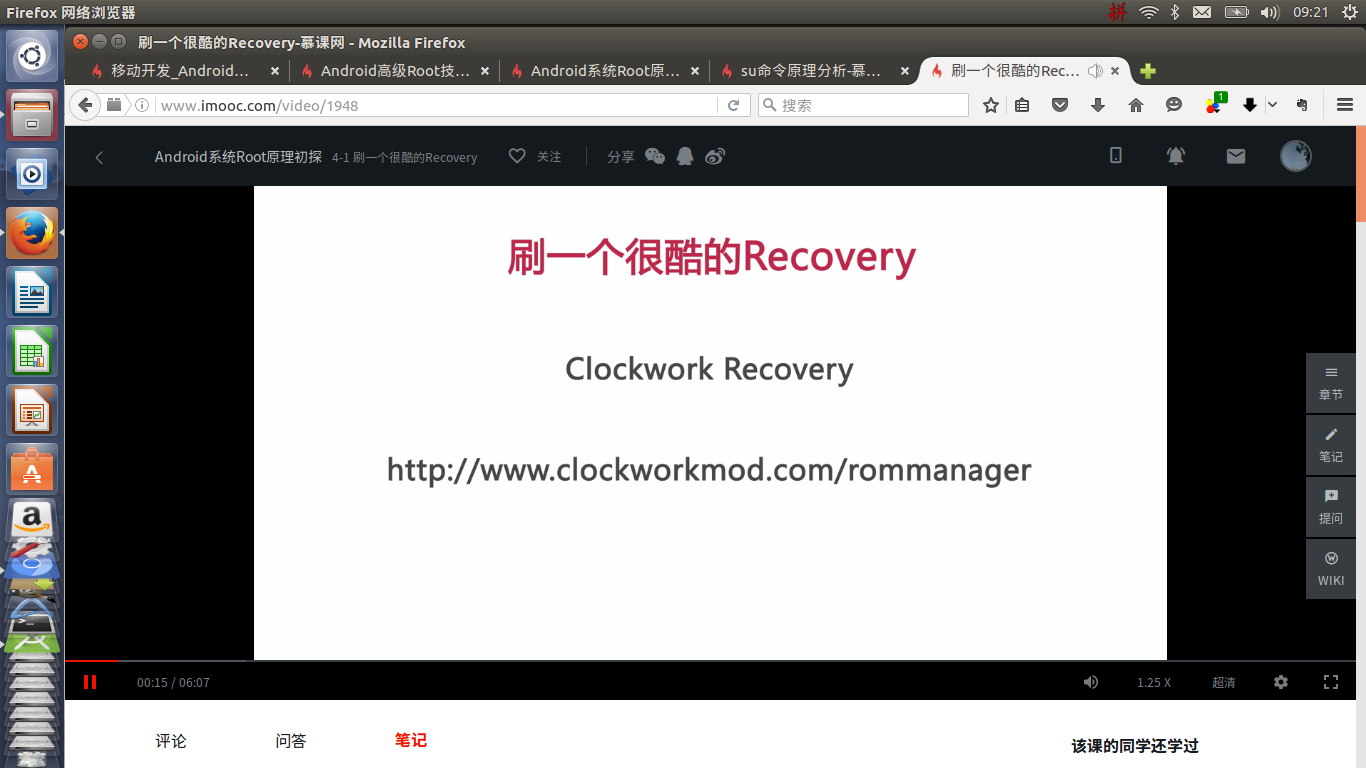 Firefox 网络浏览器
拼
09:21
刷一个很酷的Recovery-慕课网 - Mozilla Firefox
移动开发_Android…
Android高级Root技…
Android系统Root原…
su命令原理分析-慕…
刷一个很酷的Rec…
www.imooc.com/video/1948
搜索
1
Android系统Root原理初探 4-1 刷一个很酷的Recovery
关注
分享
刷一个很酷的Recovery
Clockwork Recovery
http://www.clockworkmod.com/rommanager
章节
笔记
提问
WIKI
00:15 / 06:07
1.25 X
超清
评论
问答
笔记
该课的同学还学过